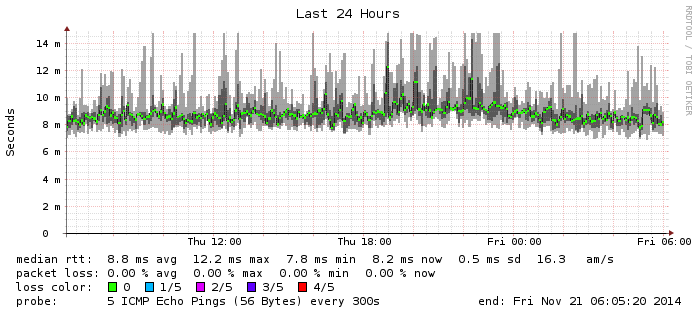 Last 24 Hours
RRDTOOL / TOBI OETIKER
Seconds
14 m
12 m
10 m
8 m
6 m
4 m
2 m
0
Thu 12:00 Thu 18:00 Fri 00:00 Fri 06:00
median rtt: 8.8 ms avg 12.2 ms max 7.8 ms min 8.2 ms now 0.5 ms sd 16.3 am/s
packet loss: 0.00 % avg 0.00 % max 0.00 % min 0.00 % now
loss color: 0 1/5 2/5 3/5 4/5
probe: 5 ICMP Echo Pings (56 Bytes) every 300s end: Fri Nov 21 06:05:20 2014